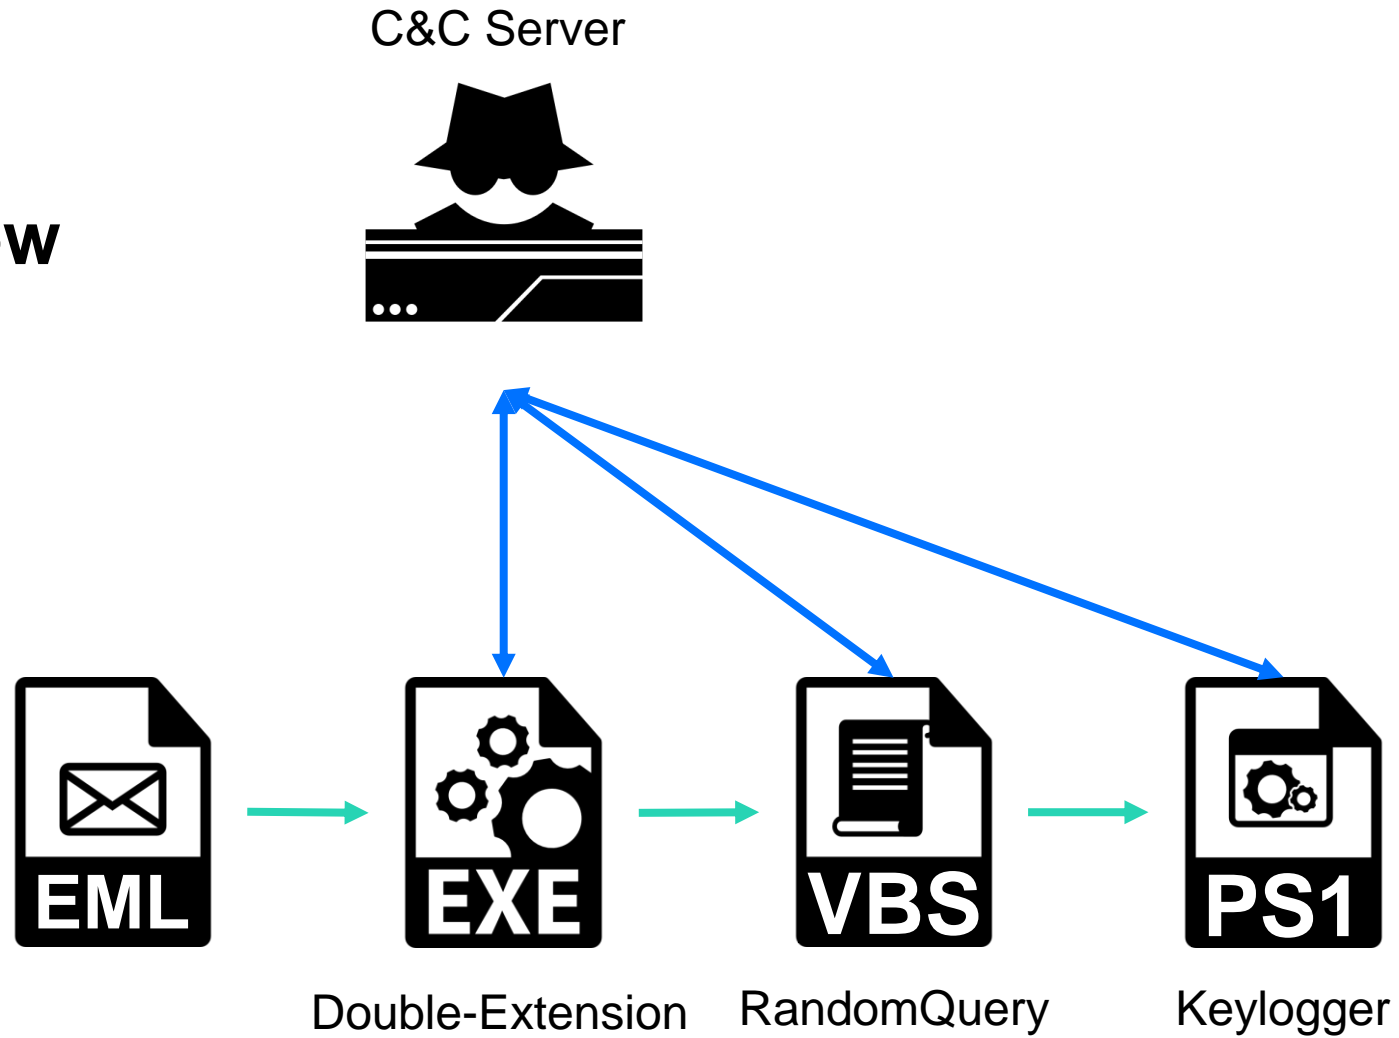 C&C Server
w
EML
EXE
VBS
PS1
Double-Extension
RandomQuery
Keylogger